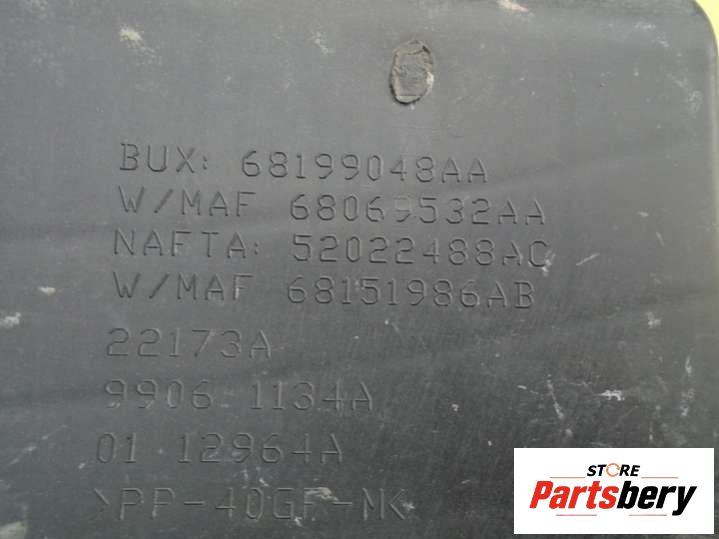 BUX: 68199048AA
W/MAF 68069532AA
NAFTA: 52022488AC
W/MAF 68151986AB
22173A
9906 1134A
01 12964A
>PP-40GF-MK
STORE
Partsbery